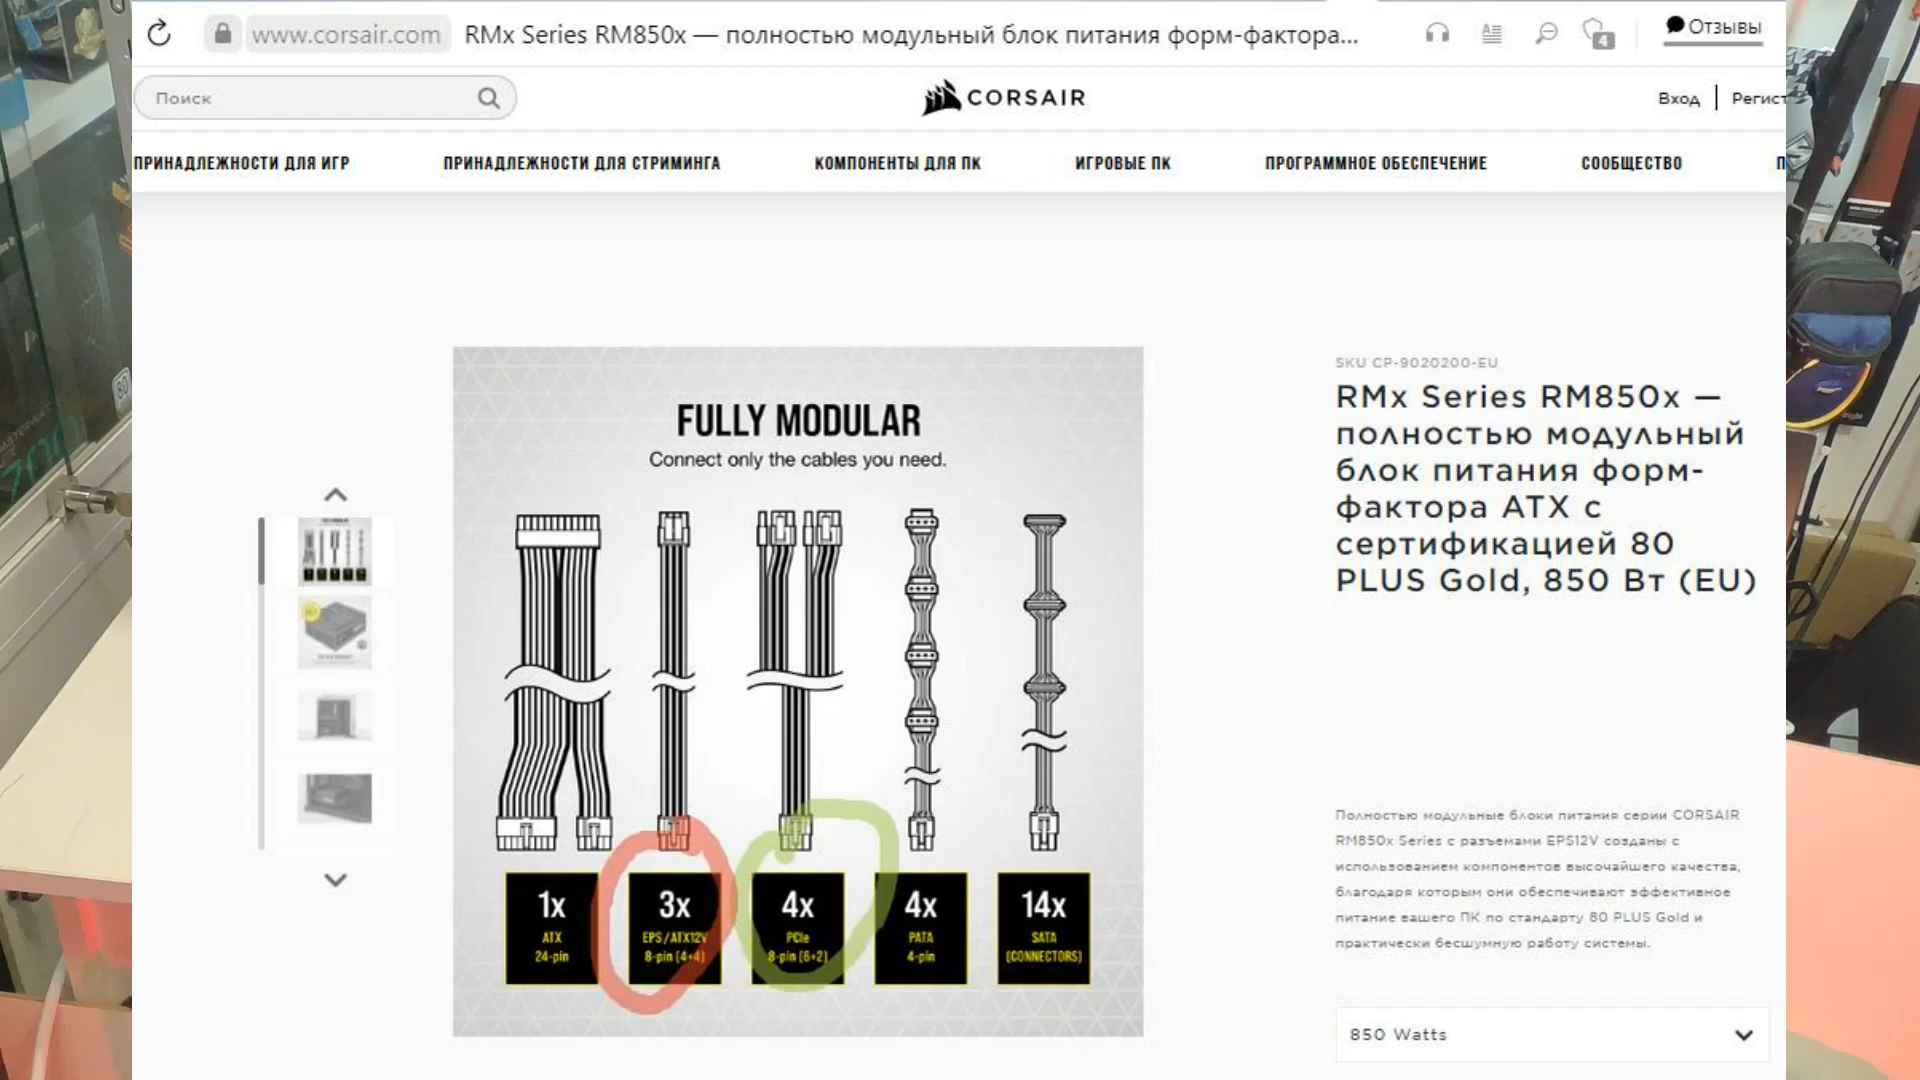 www.corsair.com RMx Series RM850x — полностью модульный блок питания форм-фактора...
4
Отзывы
Поиск
CORSAIR
Вход
Регист
ПРИНАДЛЕЖНОСТИ ДЛЯ ИГР
ПРИНАДЛЕЖНОСТИ ДЛЯ СТРИМИНГА
КОМПОНЕНТЫ ДЛЯ ПК
ИГРОВЫЕ ПК
ПРОГРАММНОЕ ОБЕСПЕЧЕНИЕ
СООБЩЕСТВО
П
FULLY MODULAR
Connect only the cables you need.
1x
ATX
24-pin
3x
EPS/ATX12V
8-pin (4+4)
4x
PCIe
8-pin (6+2)
4x
PATA
4-pin
14x
SATA
(CONNECTORS)
SKU CP-9020200-EU
RMx Series RM850x —
полностью модульный
блок питания форм-
фактора ATX с
сертификацией 80
PLUS Gold, 850 Вт (EU)
Полностью модульные блоки питания серии CORSAIR
RM850x Series с разъемами EPS12V созданы с
использованием компонентов высочайшего качества,
благодаря которым они обеспечивают эффективное
питание вашего ПК по стандарту 80 PLUS Gold и
практически бесшумную работу системы.
850 Watts
80